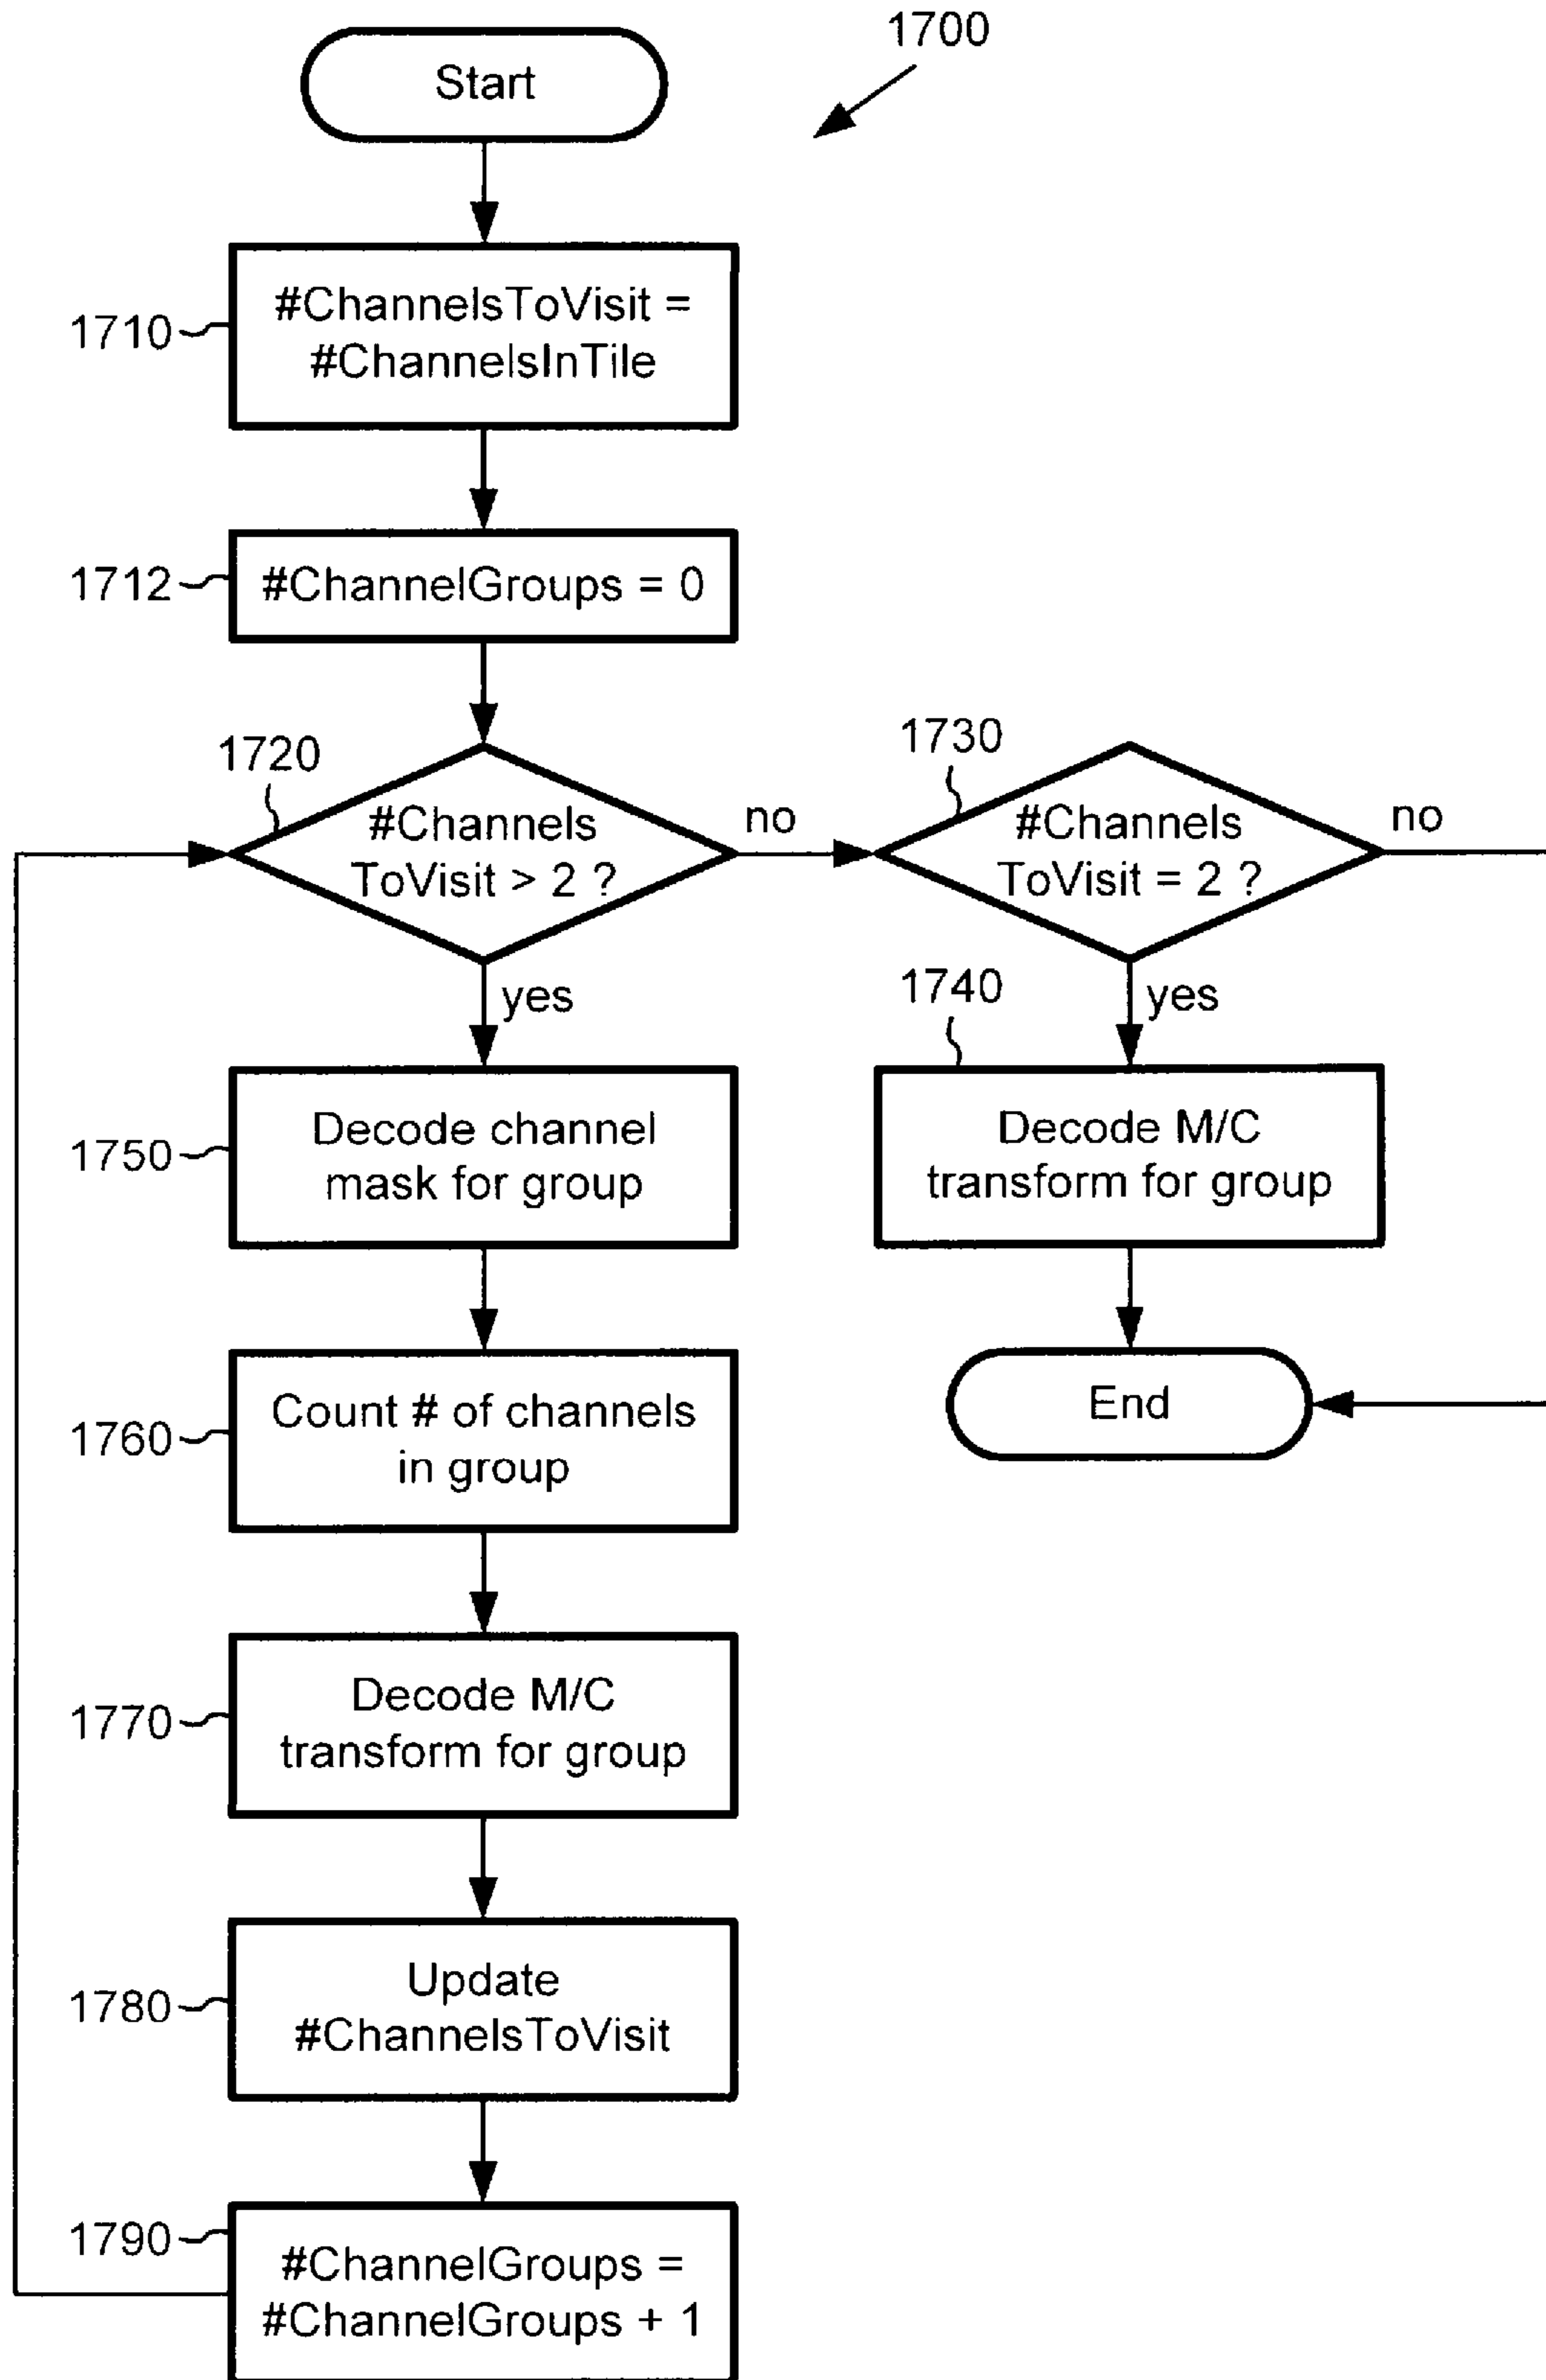 1700
Start
1710
#ChannelsToVisit =
#ChannelsInTile
1712
#ChannelGroups = 0
1720
#Channels
ToVisit > 2 ?
no
yes
1730
#Channels
ToVisit = 2 ?
no
yes
1740
Decode M/C
transform for group
End
1750
Decode channel
mask for group
1760
Count # of channels
in group
1770
Decode M/C
transform for group
1780
Update
#ChannelsToVisit
1790
#ChannelGroups =
#ChannelGroups + 1